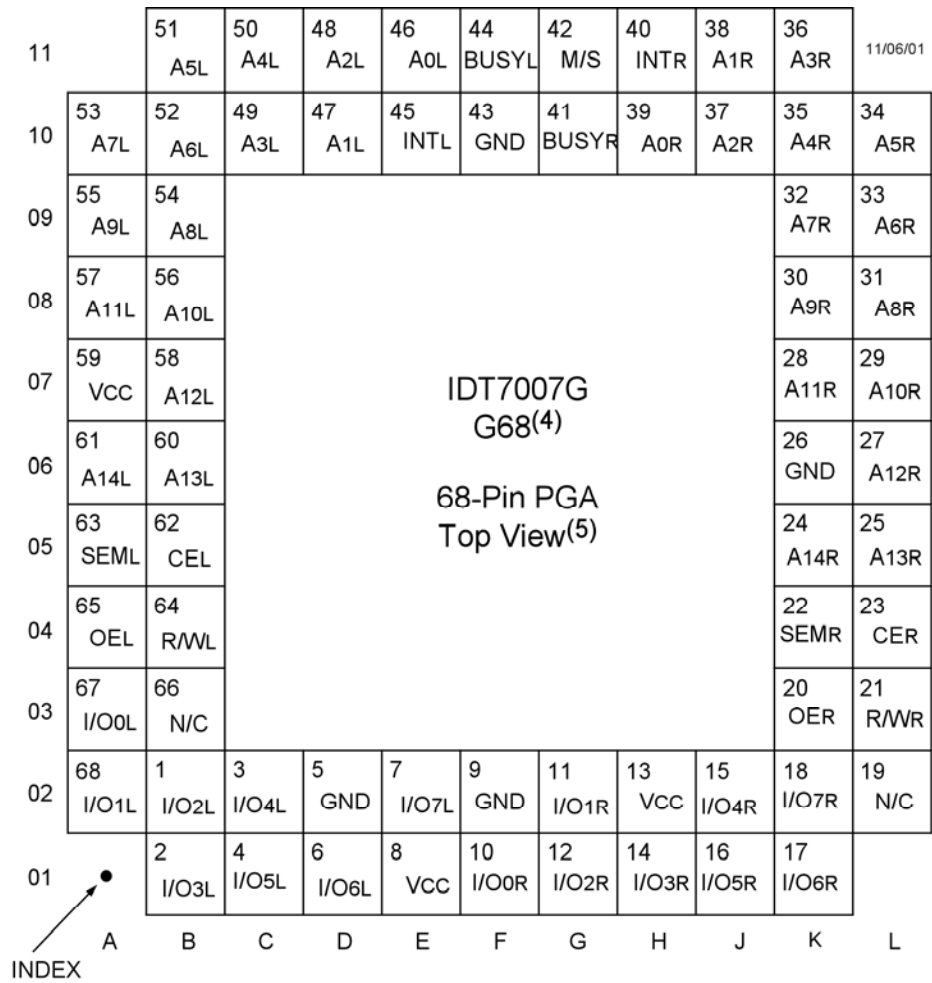 11 51 50 48 46 44 42 40 38 36 11/06/01
A5L A4L A2L A0L BUSYL M/S INTR A1R A3R
10 53 52 49 47 45 43 41 39 37 35 34
A7L A6L A3L A1L INTL GND BUSYR A0R A2R A4R A5R
09 55 54 32 33
A9L A8L A7R A6R
08 57 56 30 31
A11L A10L A9R A8R
07 59 58 28 29
VCC A12L A11R A10R
06 61 60 26 27
A14L A13L GND A12R
05 63 62 24 25
SEML CEL A14R A13R
04 65 64 22 23
OEL R/WL SEMR CER
03 67 66 20 21
I/O0L N/C OER R/WR
IDT7007G
G68(4)
68-Pin PGA
Top View(5)
02 68 1 3 5 7 9 11 13 15 18 19
I/O1L I/O2L I/O4L GND I/O7L GND I/O1R VCC I/O4R I/O7R N/C
01 2 4 6 8 10 12 14 16 17
I/O3L I/O5L I/O6L VCC I/O0R I/O2R I/O3R I/O5R I/O6R
A B C D E F G H J K L
INDEX